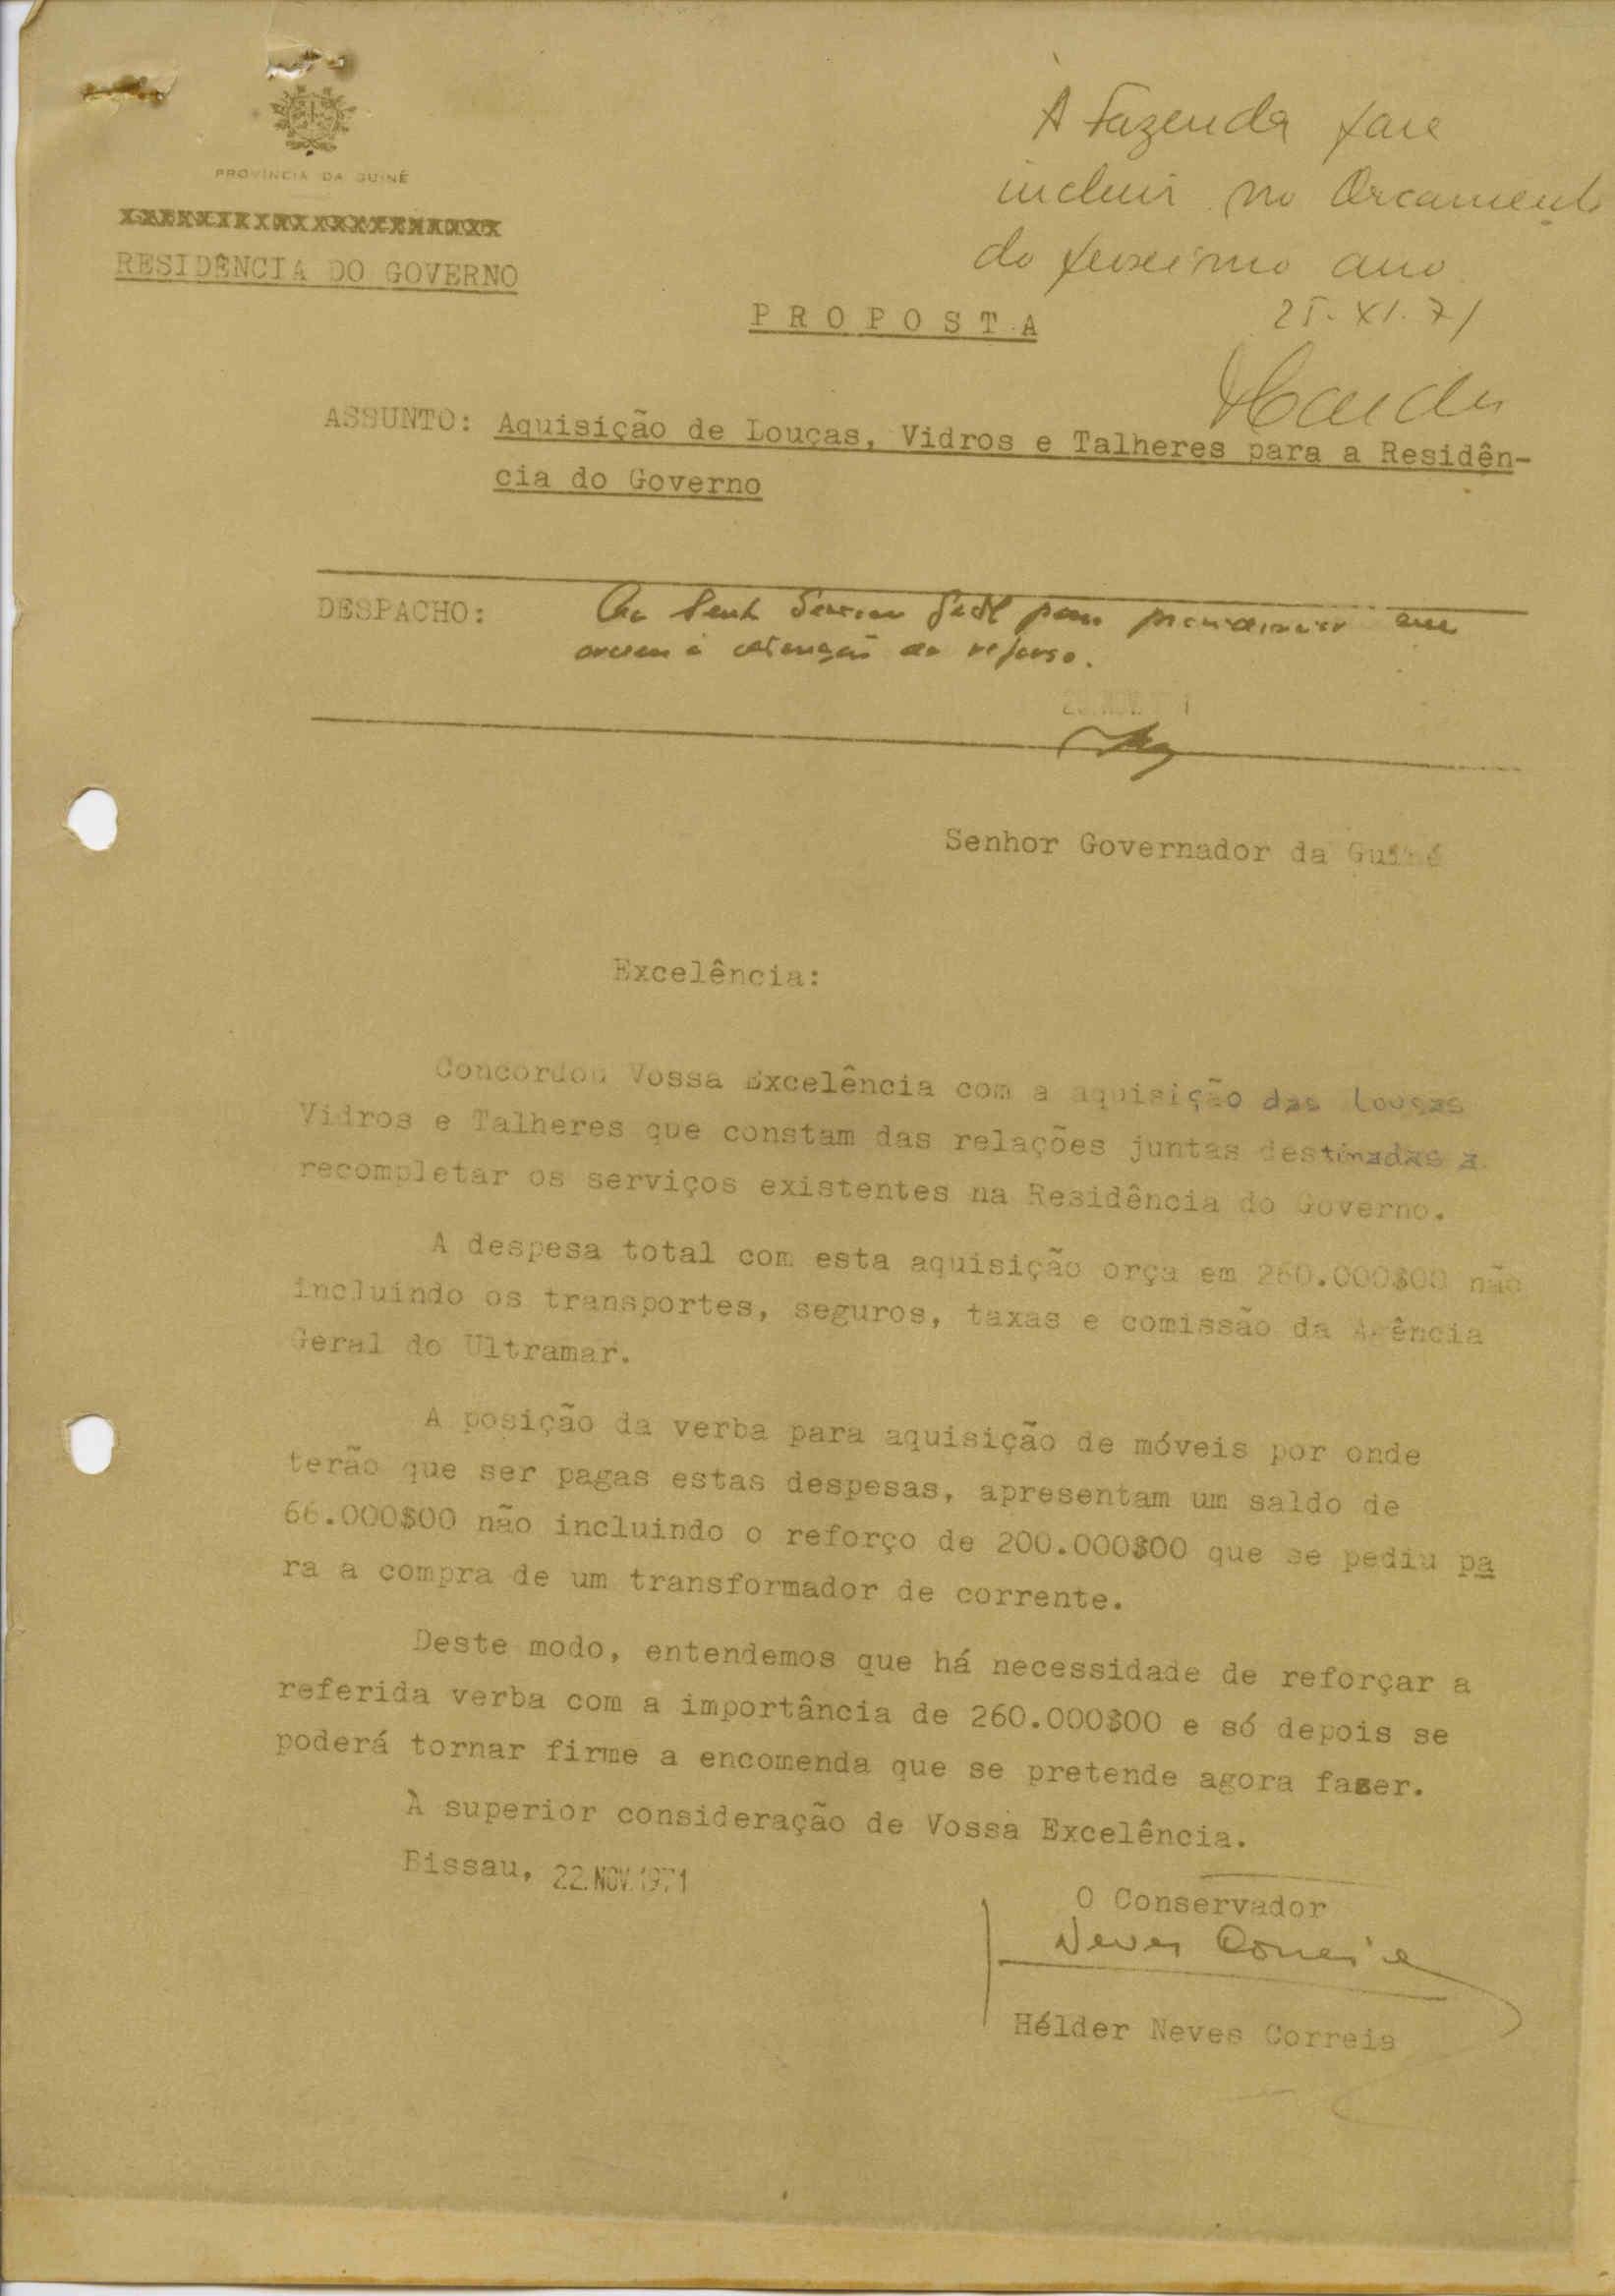 À Fazenda para
incluir no Orçamento
do próximo ano
25.XI.71
PROVÍNCIA DA GUINÉ
RESIDÊNCIA DO GOVERNO
P R O P O S T A
ASSUNTO: Aquisição de Louças, Vidros e Talheres para a Residên-
cia do Governo
DESPACHO:
Senhor Governador da Guiné
Excelência:
Concordou Vossa Excelência com a aquisição das louças
Vidros e Talheres que constam das relações juntas destinadas a
recompletar os serviços existentes na Residência do Governo.
A despesa total com esta aquisição orça em 260.000$00 não
incluindo os transportes, seguros, taxas e comissão da Agência
Geral do Ultramar.
A posição da verba para aquisição de móveis por onde
terão que ser pagas estas despesas, apresentam um saldo de
66.000$00 não incluindo o reforço de 200.000$00 que se pediu pa
ra a compra de um transformador de corrente.
Deste modo, entendemos que há necessidade de reforçar a
referida verba com a importância de 260.000$00 e só depois se
poderá tornar firme a encomenda que se pretende agora fazer.
À superior consideração de Vossa Excelência.
Bissau, 22.NOV.1971
O Conservador
Neves Correia
Hélder Neves Correia